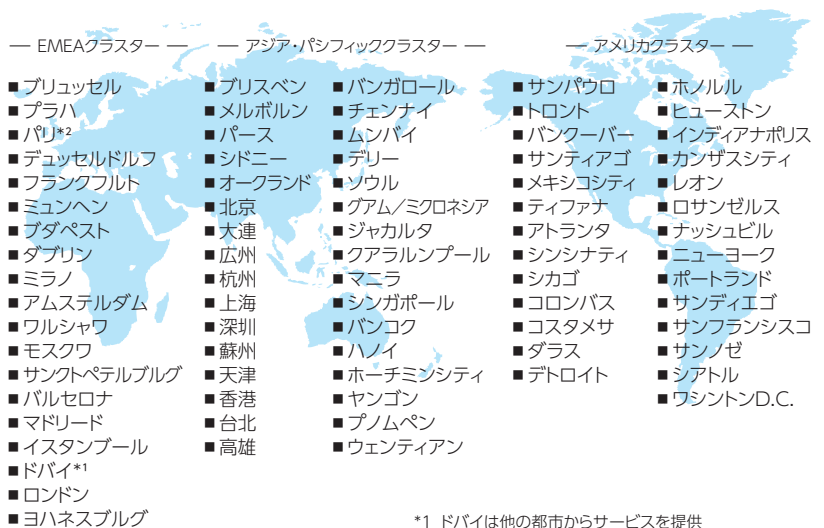 ― EMEAクラスター ―
■ブリュッセル
■プラハ
■パリ*2
■デュッセルドルフ
■フランクフルト
■ミュンヘン
■ブダペスト
■ダブリン
■ミラノ
■アムステルダム
■ワルシャワ
■モスクワ
■サンクトペテルブルグ
■バルセロナ
■マドリード
■イスタンブール
■ドバイ*1
■ロンドン
■ヨハネスブルグ
― アジア・パシフィッククラスター ―
■ブリスベン
■メルボルン
■パース
■シドニー
■オークランド
■北京
■大連
■広州
■杭州
■上海
■深圳
■蘇州
■天津
■香港
■台北
■高雄
■バンガロール
■チェンナイ
■ムンバイ
■デリー
■ソウル
■グアム／ミクロネシア
■ジャカルタ
■クアラルンプール
■マニラ
■シンガポール
■バンコク
■ハノイ
■ホーチミンシティ
■ヤンゴン
■プノムペン
■ウェンティアン
― アメリカクラスター ―
■サンパウロ
■トロント
■バンクーバー
■サンティアゴ
■メキシコシティ
■ティファナ
■アトランタ
■シンシナティ
■シカゴ
■コロンバス
■コスタメサ
■ダラス
■デトロイト
■ホノルル
■ヒューストン
■インディアナポリス
■カンザスシティ
■レオン
■ロサンゼルス
■ナッシュビル
■ニューヨーク
■ポートランド
■サンディエゴ
■サンフランシスコ
■サンノゼ
■シアトル
■ワシントンD.C.
*1 ドバイは他の都市からサービスを提供